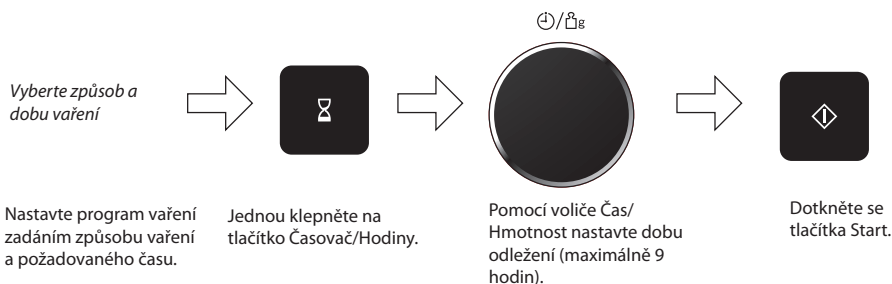 Vyberte způsob a
dobu vaření
g
Nastavte program vaření
zadáním způsobu vaření
a požadovaného času.
Jednou klepněte na
tlačítko Časovač/Hodiny.
Pomocí voliče Čas/
Hmotnost nastavte dobu
odležení (maximálně 9
hodin).
Dotkněte se
tlačítka Start.